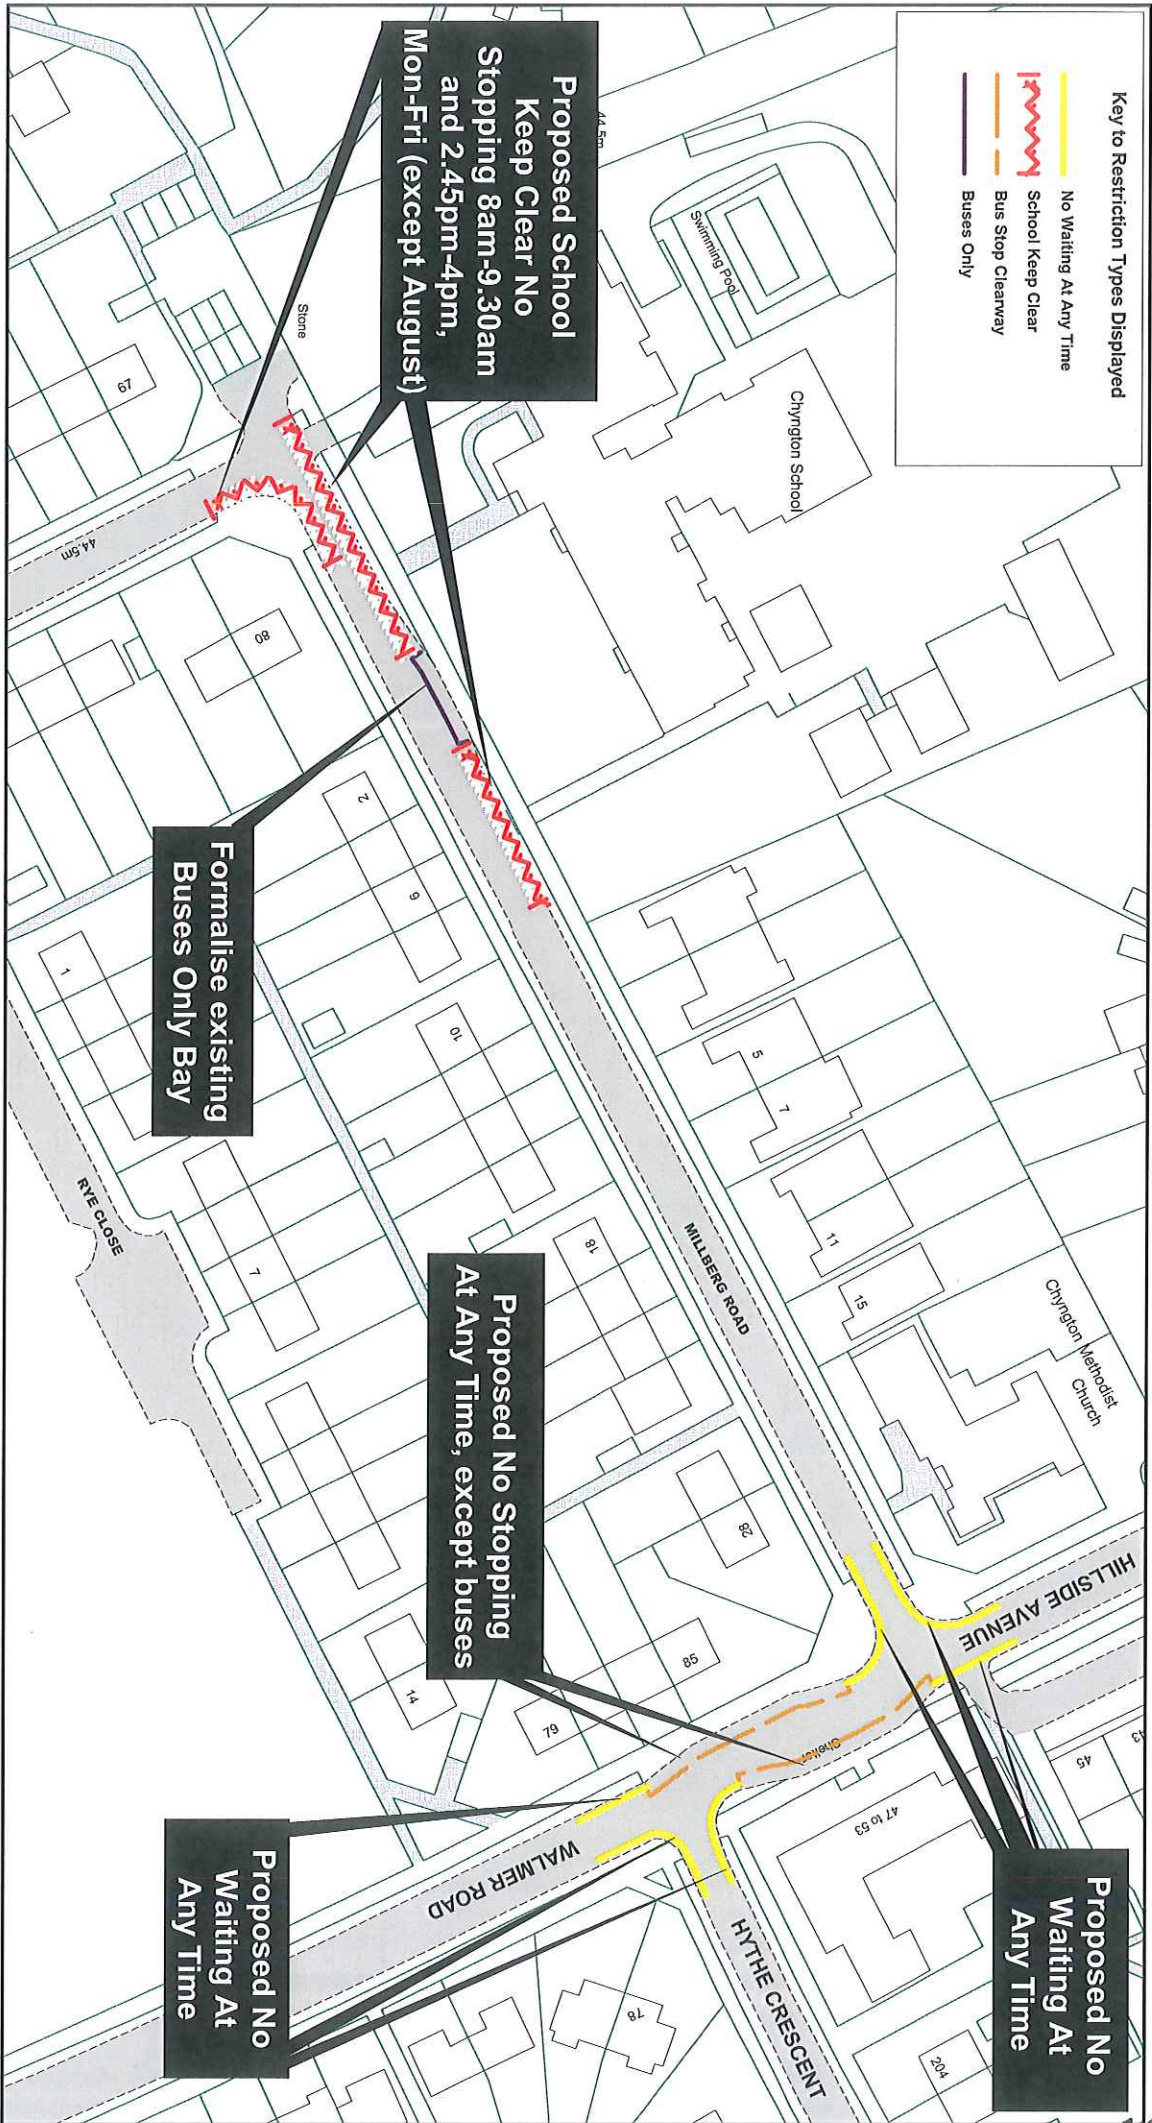 Key to Restriction Types Displayed
No Waiting At Any Time
School Keep Clear
Bus Stop Clearway
Buses Only
Proposed School
Keep Clear No
Stopping 8am-9.30am
and 2.45pm-4pm,
Mon-Fri (except August)
44.5m
Swimming Pool
Chyngton School
Stone
67
44.5m
80
2
6
10
18
28
5
7
11
15
Chyngton Methodist
Church
MILLBERG ROAD
HILLSIDE AVENUE
Formalise existing
Buses Only Bay
1
7
RYE CLOSE
Proposed No Stopping
At Any Time, except buses
14
79
85
Shelter
43
45
47 to 53
Proposed No
Waiting At
Any Time
WALMER ROAD
HYTHE CRESCENT
78
204
Proposed No
Waiting At
Any Time